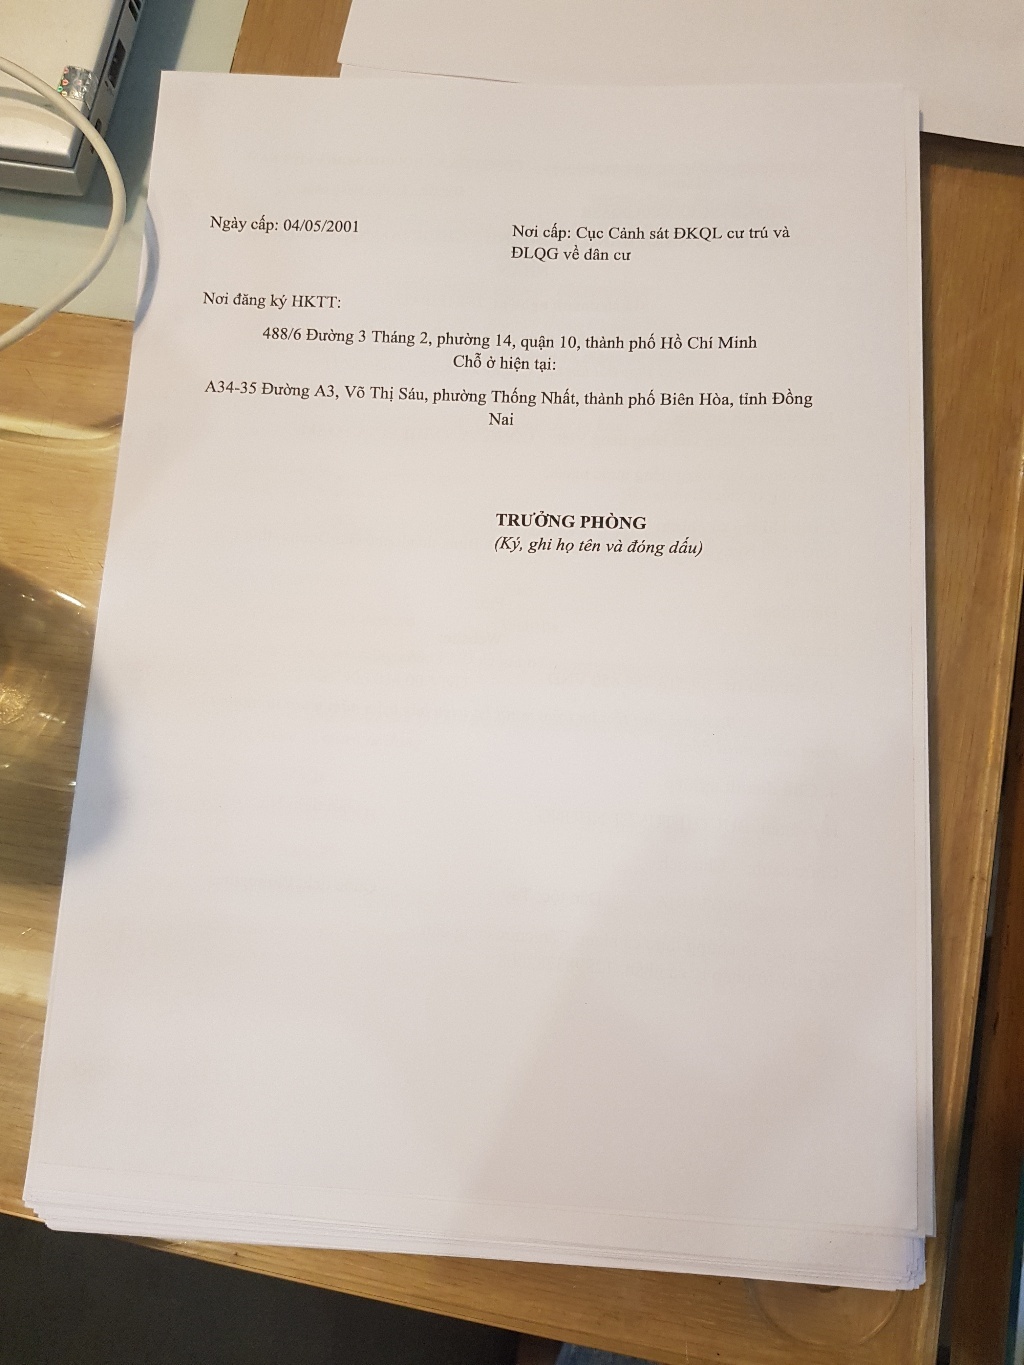 Ngày cấp: 04/05/2001
Nơi cấp: Cục Cảnh sát ĐKQL cư trú và
ĐLQG về dân cư
Nơi đăng ký HKTT:
488/6 Đường 3 Tháng 2, phường 14, quận 10, thành phố Hồ Chí Minh
Chỗ ở hiện tại:
A34-35 Đường A3, Võ Thị Sáu, phường Thống Nhất, thành phố Biên Hòa, tỉnh Đồng
Nai
TRƯỞNG PHÒNG
(Ký, ghi họ tên và đóng dấu)